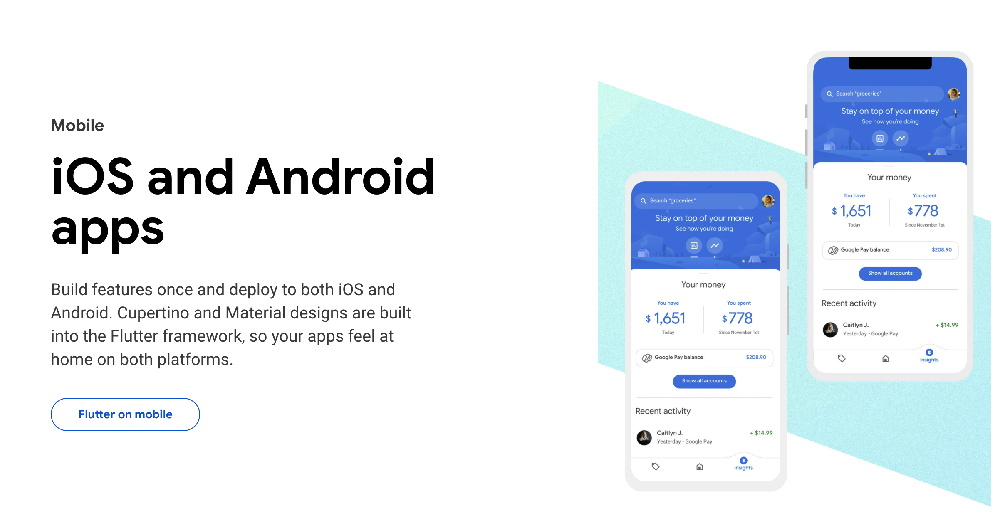 Mobile
iOS and Android
apps
Build features once and deploy to both iOS and
Android. Cupertino and Material designs are built
into the Flutter framework, so your apps feel at
home on both platforms.
Flutter on mobile
Search “groceries”
Stay on top of your money
See how you’re doing
Your money
You have
You spent
$ 1,651
$ 778
Today
Since November 1st
Google Pay balance
$208.90
Show all accounts
Recent activity
Caitlyn J.
+ $14.99
Yesterday • Google Pay
$
Insights
Search “groceries”
Stay on top of your money
See how you’re doing
Your money
You have
You spent
$ 1,651
$ 778
Today
Since November 1st
Google Pay balance
$208.90
Show all accounts
Recent activity
Caitlyn J.
+ $14.99
Yesterday • Google Pay
$
Insights